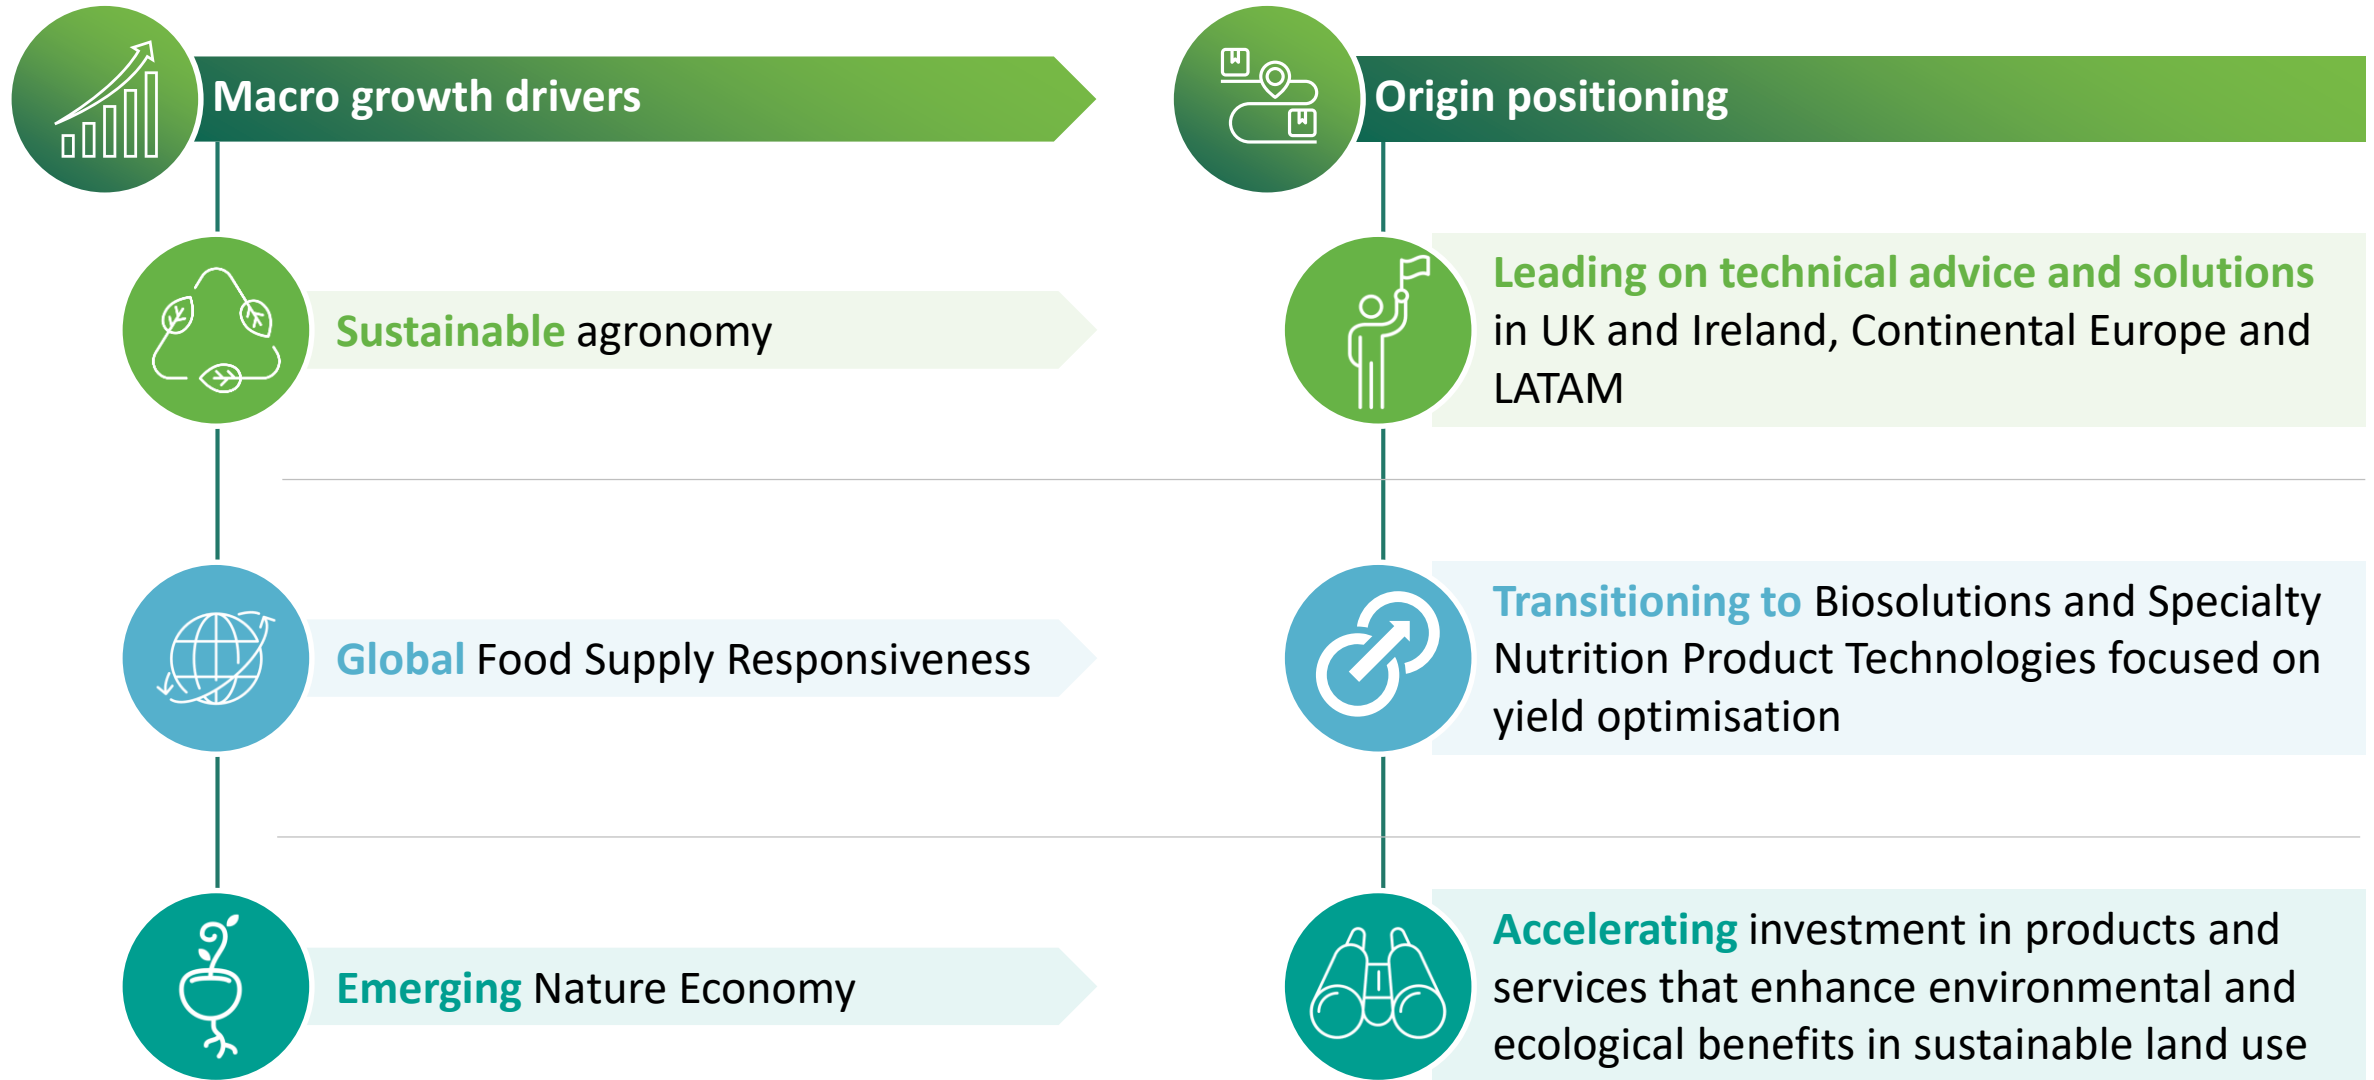 Macro growth drivers
Origin positioning
Sustainable agronomy
Leading on technical advice and solutions
in UK and Ireland, Continental Europe and
LATAM
Global Food Supply Responsiveness
Transitioning to Biosolutions and Specialty
Nutrition Product Technologies focused on
yield optimisation
Emerging Nature Economy
Accelerating investment in products and
services that enhance environmental and
ecological benefits in sustainable land use